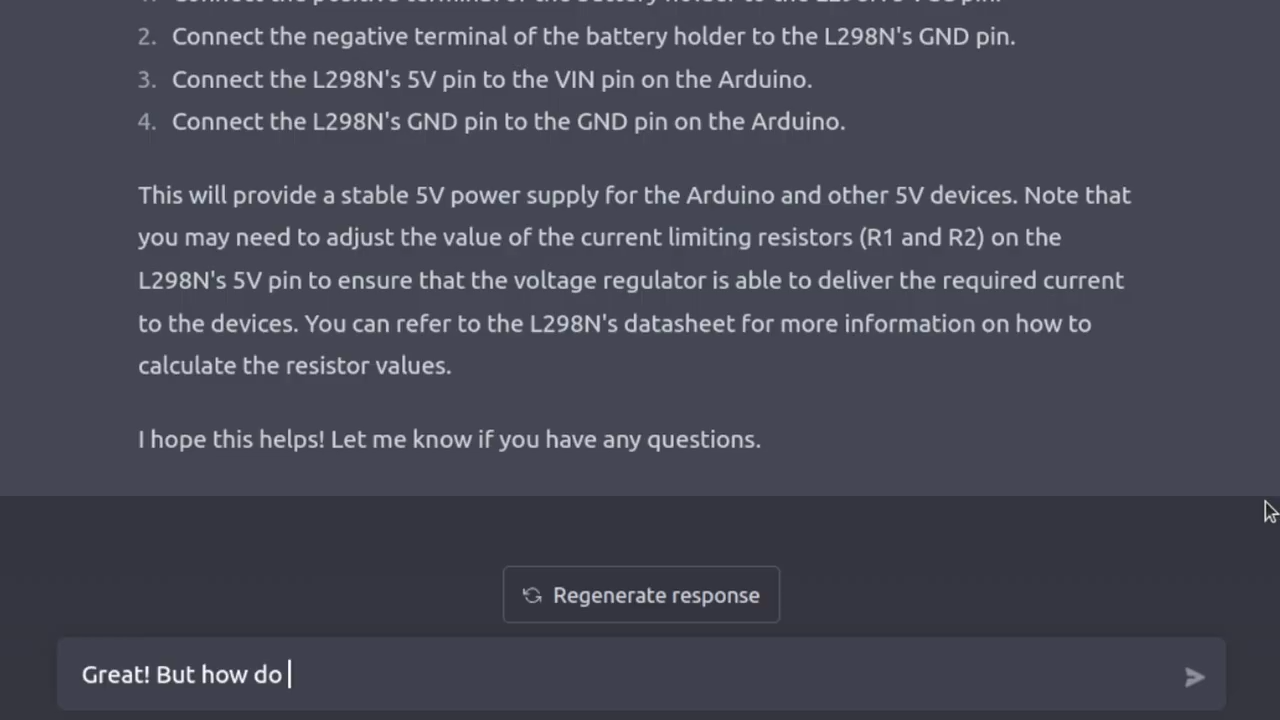 2. Connect the negative terminal of the battery holder to the L298N's GND pin.
3. Connect the L298N's 5V pin to the VIN pin on the Arduino.
4. Connect the L298N's GND pin to the GND pin on the Arduino.
This will provide a stable 5V power supply for the Arduino and other 5V devices. Note that
you may need to adjust the value of the current limiting resistors (R1 and R2) on the
L298N's 5V pin to ensure that the voltage regulator is able to deliver the required current
to the devices. You can refer to the L298N's datasheet for more information on how to
calculate the resistor values.
I hope this helps! Let me know if you have any questions.
Regenerate response
Great! But how do